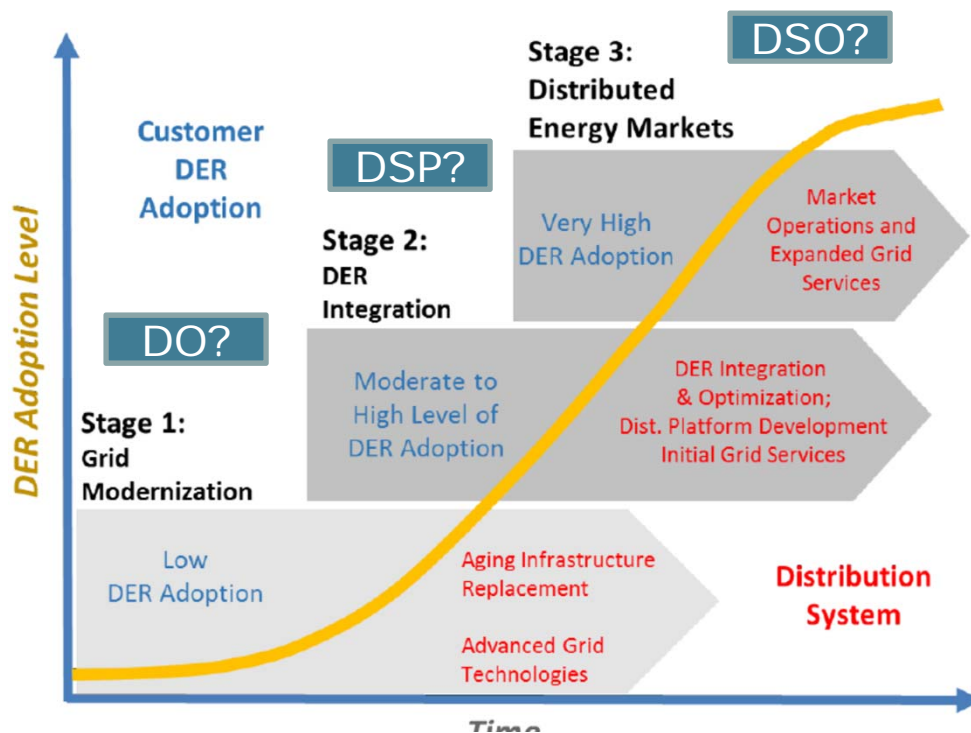 DSO?
Stage 3:
Distributed
Energy Markets
Customer
DER
Adoption
DSP?
Very High
DER Adoption
Market
Operations and
Expanded Grid
Services
Stage 2:
DER
Integration
DO?
Moderate to
High Level of
DER Adoption
DER Integration
& Optimization;
Dist. Platform Development
Initial Grid Services
Stage 1:
Grid
Modernization
Low
DER Adoption
Aging Infrastructure
Replacement
Advanced Grid
Technologies
Distribution
System
DER Adoption Level
Time